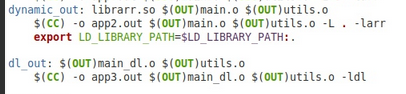 dynamic_out: librarr.so $(OUT)main.o $(OUT)utils.o
$(CC) -o app2.out $(OUT)main.o $(OUT)utils.o -L . -larr
export LD_LIBRARY_PATH=$LD_LIBRARY_PATH:.
dl_out: $(OUT)main_dl.o $(OUT)utils.o
$(CC) -o app3.out $(OUT)main_dl.o $(OUT)utils.o -ldl